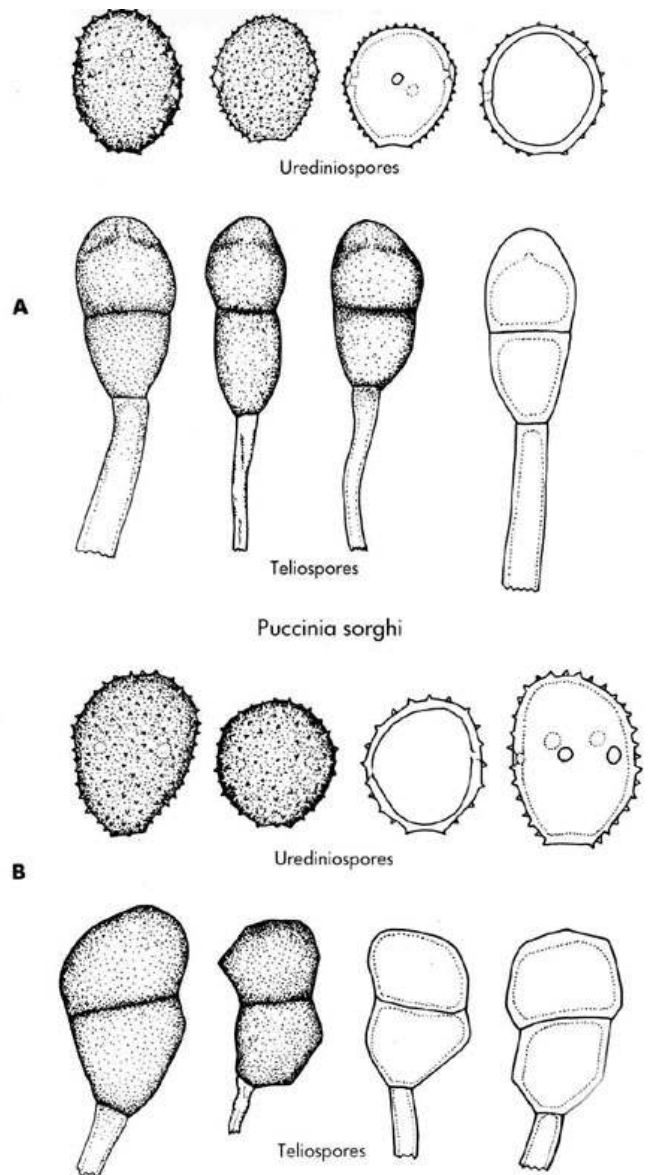 Urediniospores
A
Teliospores
Puccinia sorghi
Urediniospores
B
Teliospores